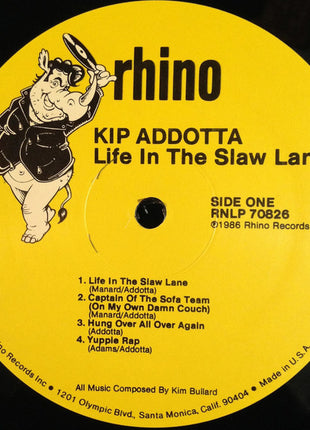 rhino
KIP ADDOTTA
Life In The Slaw Lan
SIDE ONE
RNLP 70826
℗1986 Rhino Records
1. Life In The Slaw Lane
(Manard/Addotta)
2. Captain Of The Sofa Team
(On My Own Damn Couch)
(Manard/Addotta)
3. Hung Over All Over Again
(Addotta)
4. Yuppie Rap
(Adams/Addotta)
All Music Composed By Kim Bullard
no Records Inc • 1201 Olympic Blvd., Santa Monica, Calif. 90404 • Made in U.S.A.